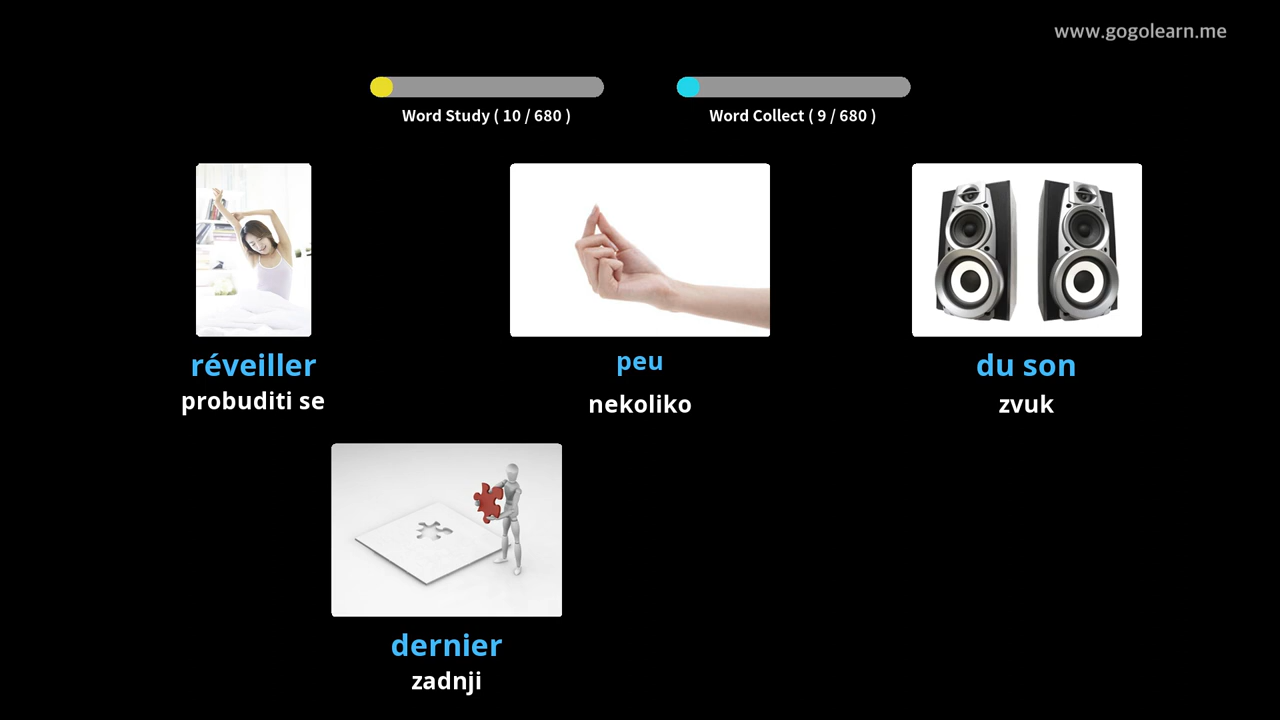 www.gogolearn.me
Word Study ( 10 / 680 )
Word Collect ( 9 / 680 )
réveiller
probuditi se
peu
nekoliko
du son
zvuk
dernier
zadnji